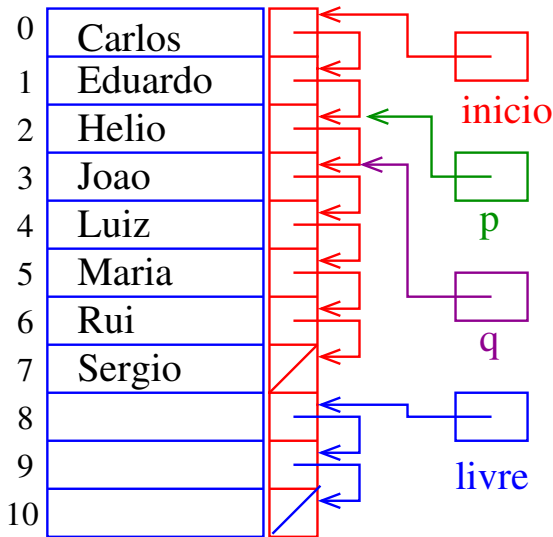 0 Carlos
1 Eduardo
inicio
2 Helio
3 Joao
p
4 Luiz
5 Maria
6 Rui
q
7 Sergio
8
9
livre
10